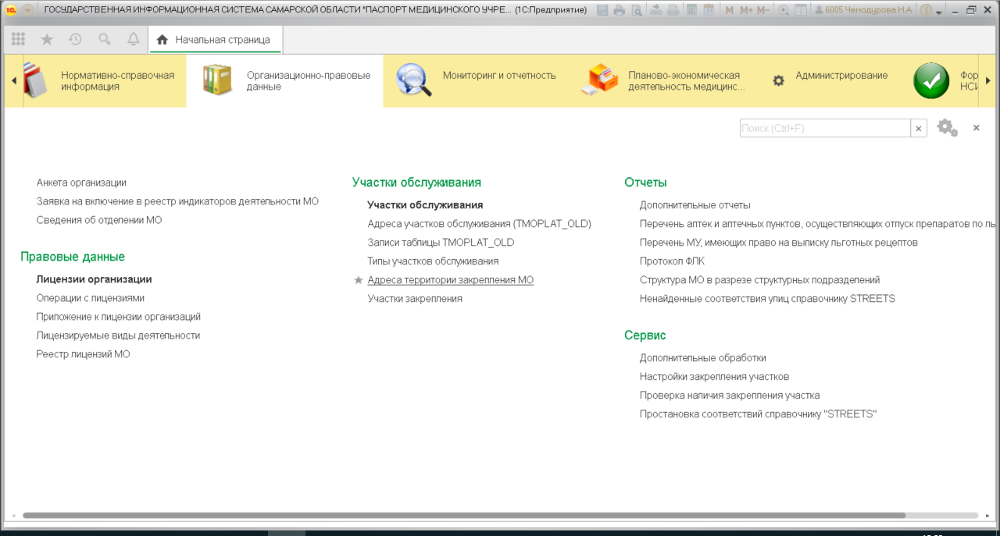 ГОСУДАРСТВЕННАЯ ИНФОРМАЦИОННАЯ СИСТЕМА САМАРСКОЙ ОБЛАСТИ "ПАСПОРТ МЕДИЦИНСКОГО УЧРЕ... (1С:Предприятие)
M M+ M- 6005 Чемодурова Н.А.
Начальная страница
Нормативно-справочная
информация
Организационно-правовые
данные
Мониторинг и отчетность
Планово-экономическая
деятельность медицинс...
Администрирование
Фор
НСИ
Поиск (Ctrl+F)
Анкета организации
Заявка на включение в реестр индикаторов деятельности МО
Сведения об отделении МО
Правовые данные
Лицензии организации
Операции с лицензиями
Приложение к лицензии организаций
Лицензируемые виды деятельности
Реестр лицензий МО
Участки обслуживания
Участки обслуживания
Адреса участков обслуживания (TMOPLAT_OLD)
Записи таблицы TMOPLAT_OLD
Типы участков обслуживания
Адреса территории закрепления МО
Участки закрепления
Отчеты
Дополнительные отчеты
Перечень аптек и аптечных пунктов, осуществляющих отпуск препаратов по ль
Перечень МУ, имеющих право на выписку льготных рецептов
Протокол ФЛК
Структура МО в разрезе структурных подразделений
Ненайденные соответствия улиц справочнику STREETS
Сервис
Дополнительные обработки
Настройки закрепления участков
Проверка наличия закрепления участка
Простановка соответствий справочнику "STREETS"